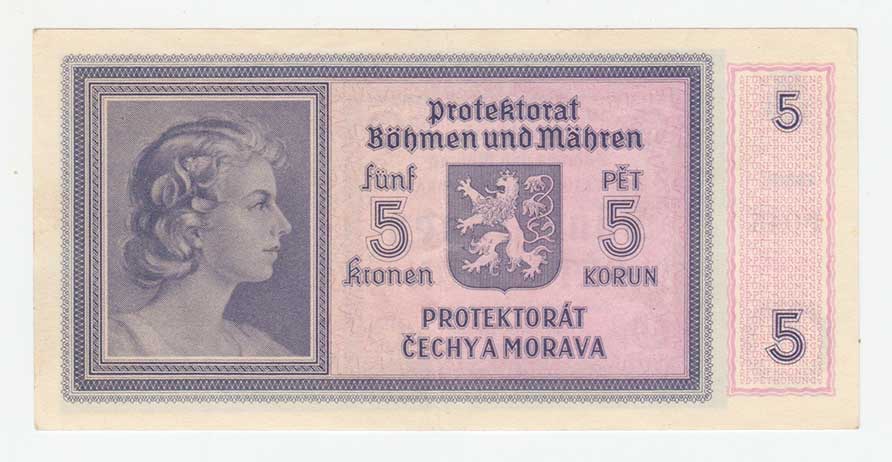 Protektorat
Böhmen und Mähren
fünf
5
kronen
PĚT
5
KORUN
PROTEKTORÁT
ČECHY A MORAVA
5
5